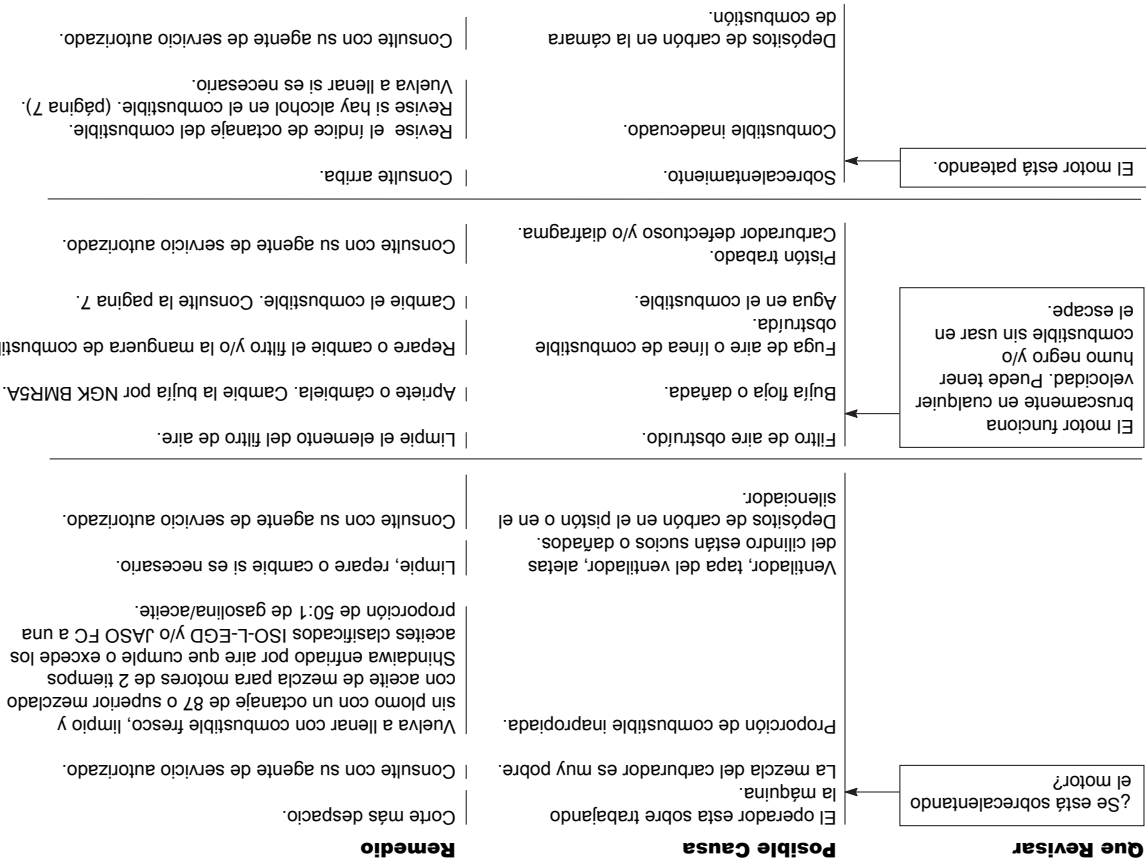 Que Revisar
Posible Causa
Remedio
¿Se está sobrecalentando
el motor?
El operador esta sobre trabajando
la máquina.
Corte más despacio.
La mezcla del carburador es muy pobre.
Consulte con su agente de servicio autorizado.
Proporción de combustible inapropiada.
Vuelva a llenar con combustible fresco, limpio y
sin plomo con un octanaje de 87 o superior mezclado
con aceite de mezcla para motores de 2 tiempos
Shindaiwa enfriado por aire que cumple o excede los
aceites clasificados ISO-L-EGD y/o JASO FC a una
proporción de 50:1 de gasolina/aceite.
Ventilador, tapa del ventilador, aletas
del cilindro están sucios o dañados.
Limpie, repare o cambie si es necesario.
Depósitos de carbón en el pistón o en el
silenciador.
Consulte con su agente de servicio autorizado.
El motor funciona
bruscamente en cualquier
velocidad. Puede tener
humo negro y/o
combustible sin usar en
el escape.
Filtro de aire obstruído.
Limpie el elemento del filtro de aire.
Bujía floja o dañada.
Apriete o cámbiela. Cambie la bujía por NGK BMR5A.
Fuga de aire o línea de combustible
obstruída.
Repare o cambie el filtro y/o la manguera de
Agua en el combustible.
Cambie el combustible. Consulte la pagina 7.
Pistón trabado.
Carburador defectuoso y/o diafragma.
Consulte con su agente de servicio autorizado.
El motor está pateando.
Sobrecalentamiento.
Consulte arriba.
Combustible inadecuado.
Revise el índice de octanaje del combustible.
Revise si hay alcohol en el combustible. (página 7).
Vuelva a llenar si es necesario.
Depósitos de carbón en la cámara
de combustión.
Consulte con su agente de servicio autorizado.